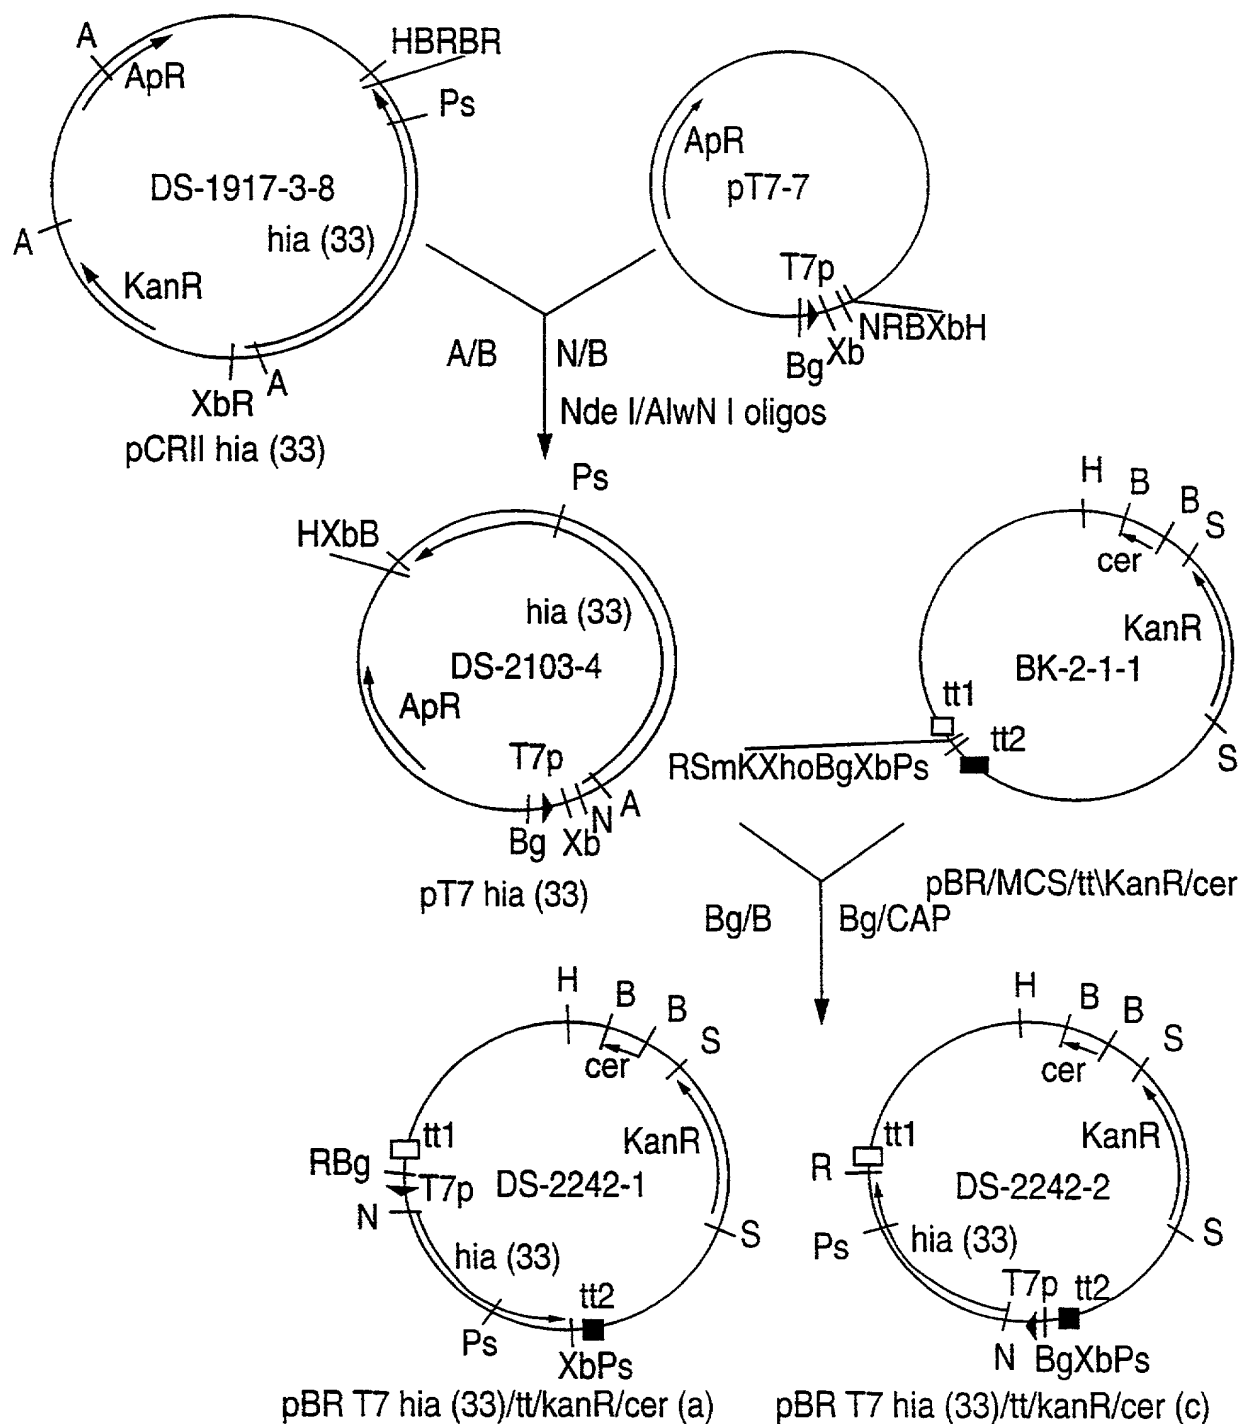 A
ApR
HBRBR
Ps
DS-1917-3-8
hia (33)
A
KanR
XbR
A
pCRII hia (33)
ApR
pT7-7
T7p
NRBXbH
Xb
Bg
A/B
N/B
Nde I/AlwN I oligos
Ps
HXbB
hia (33)
DS-2103-4
ApR
T7p
Bg
Xb
N
A
pT7 hia (33)
H
B
B
S
cer
KanR
BK-2-1-1
tt1
tt2
RSmKXhoBgXbPs
S
pBR/MCS/tt\KanR/cer
Bg/B
Bg/CAP
H
B
B
S
cer
tt1
KanR
RBg
T7p
DS-2242-1
N
S
hia (33)
tt2
Ps
XbPs
pBR T7 hia (33)/tt/kanR/cer (a)
H
B
B
S
cer
tt1
KanR
R
DS-2242-2
Ps
hia (33)
S
T7p
tt2
N
BgXbPs
pBR T7 hia (33)/tt/kanR/cer (c)